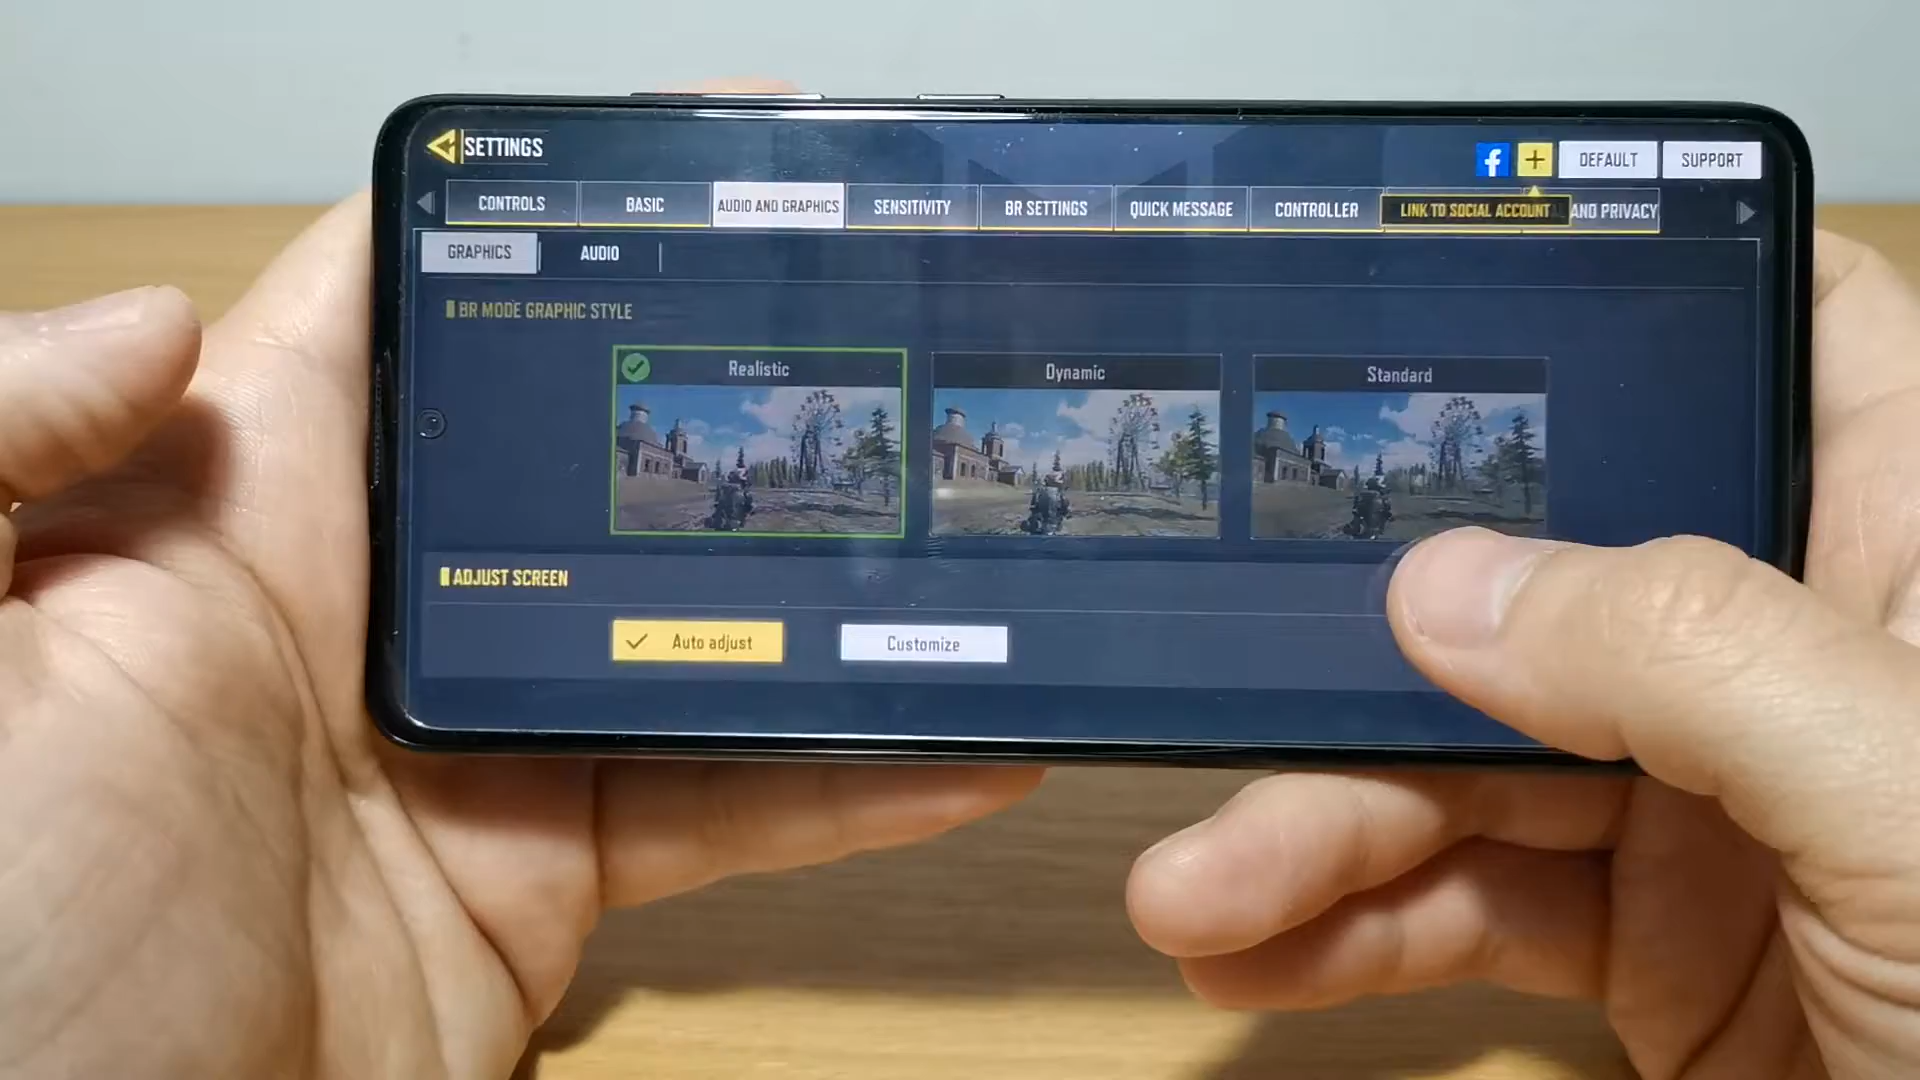 SETTINGS
DEFAULT
SUPPORT
CONTROLS
BASIC
AUDIO AND GRAPHICS
SENSITIVITY
BR SETTINGS
QUICK MESSAGE
CONTROLLER
LINK TO SOCIAL ACCOUNT
AND PRIVACY
GRAPHICS
AUDIO
BR MODE GRAPHIC STYLE
Realistic
Dynamic
Standard
ADJUST SCREEN
Auto adjust
Customize